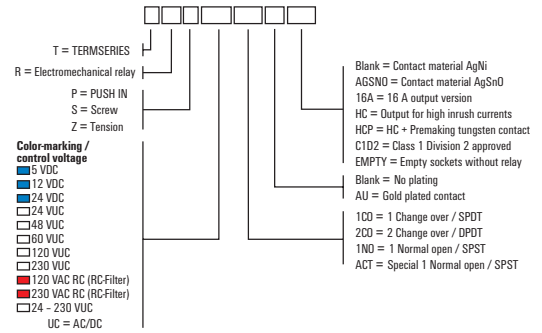 T = TERMSERIES
R = Electromechanical relay
P = PUSH IN
S = Screw
Z = Tension
Color-marking /
control voltage
5 VDC
12 VDC
24 VDC
24 VUC
48 VUC
60 VUC
120 VUC
230 VUC
120 VAC RC (RC-Filter)
230 VAC RC (RC-Filter)
24 – 230 VUC
UC = AC/DC
Blank = Contact material AgNi
AGSNO = Contact material AgSnO
16A = 16 A output version
HC = Output for high inrush currents
HCP = HC + Premaking tungsten contact
C1D2 = Class 1 Division 2 approved
EMPTY = Empty sockets without relay
Blank = No plating
AU = Gold plated contact
1CO = 1 Change over / SPDT
2CO = 2 Change over / DPDT
1NO = 1 Normal open / SPST
ACT = Special 1 Normal open / SPST